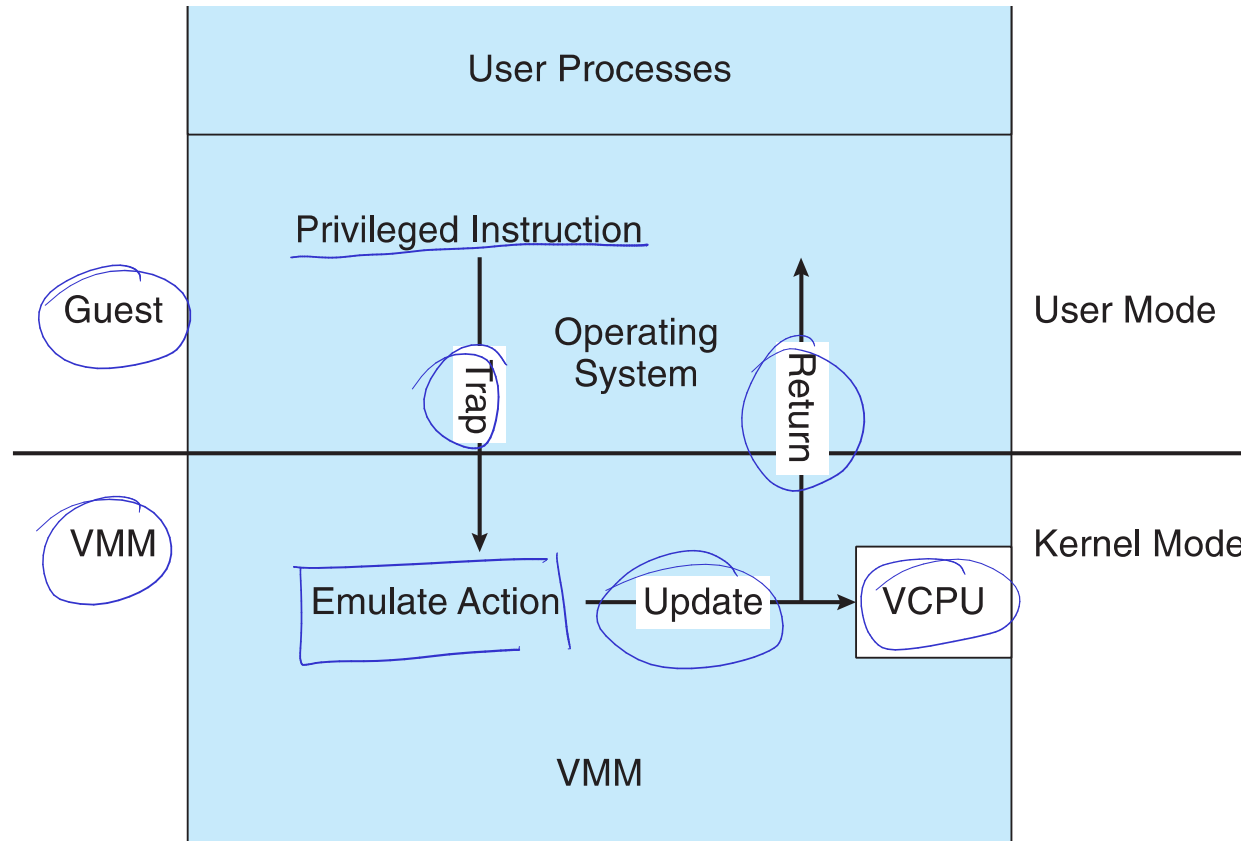 User Processes
Privileged Instruction
Guest
User Mode
Operating
System
Trap
Return
VMM
Kernel Mode
Emulate Action
Update
VCPU
VMM